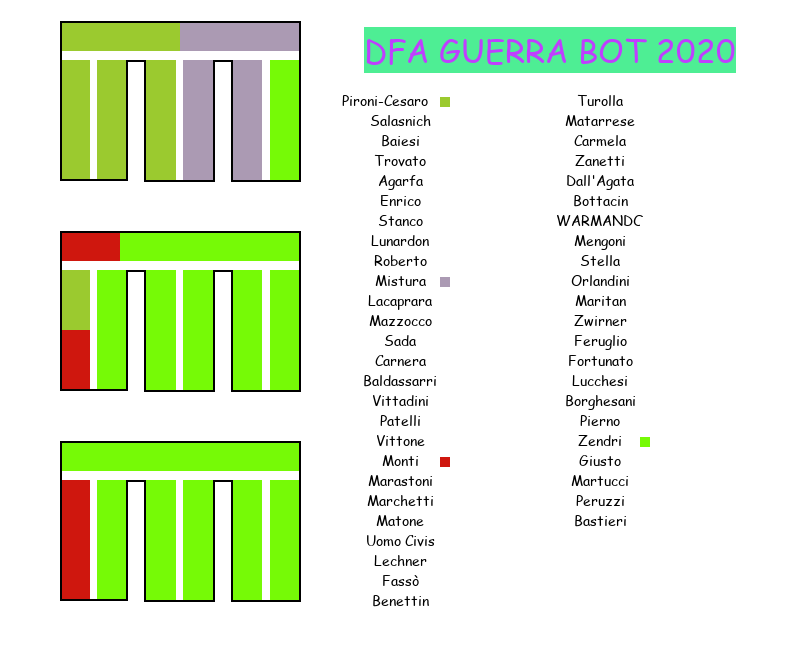 DFA GUERRA BOT 2020
Pironi-Cesaro
Salasnich
Baiesi
Trovato
Agarfa
Enrico
Stanco
Lunardon
Roberto
Mistura
Lacaprara
Mazzocco
Sada
Carnera
Baldassarri
Vittadini
Patelli
Vittone
Monti
Marastoni
Marchetti
Matone
Uomo Civis
Lechner
Fassò
Benettin
Turolla
Matarrese
Carmela
Zanetti
Dall'Agata
Bottacin
WARMANDC
Mengoni
Stella
Orlandini
Maritan
Zwirner
Feruglio
Fortunato
Lucchesi
Borghesani
Pierno
Zendri
Giusto
Martucci
Peruzzi
Bastieri